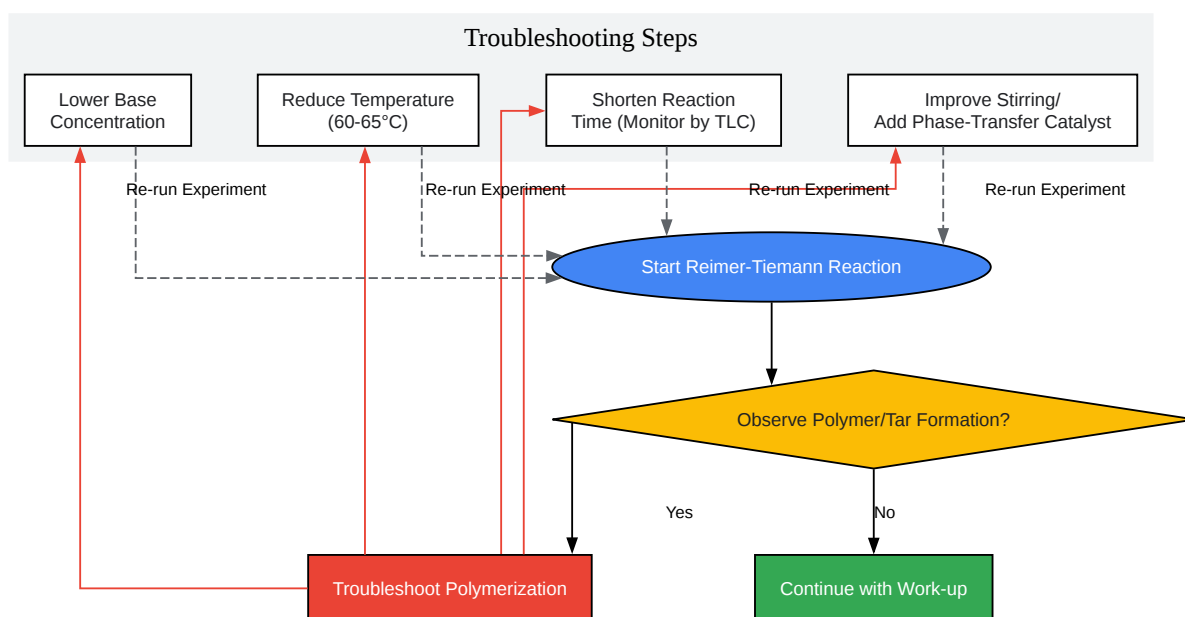 Troubleshooting Steps
Lower Base
Concentration
Reduce Temperature
(60-65°C)
Shorten Reaction
Time (Monitor by TLC)
Improve Stirring/
Add Phase-Transfer Catalyst
Re-run Experiment
Re-run Experiment
Re-run Experiment
Re-run Experiment
Start Reimer-Tiemann Reaction
Observe Polymer/Tar Formation?
Yes
No
Troubleshoot Polymerization
Continue with Work-up